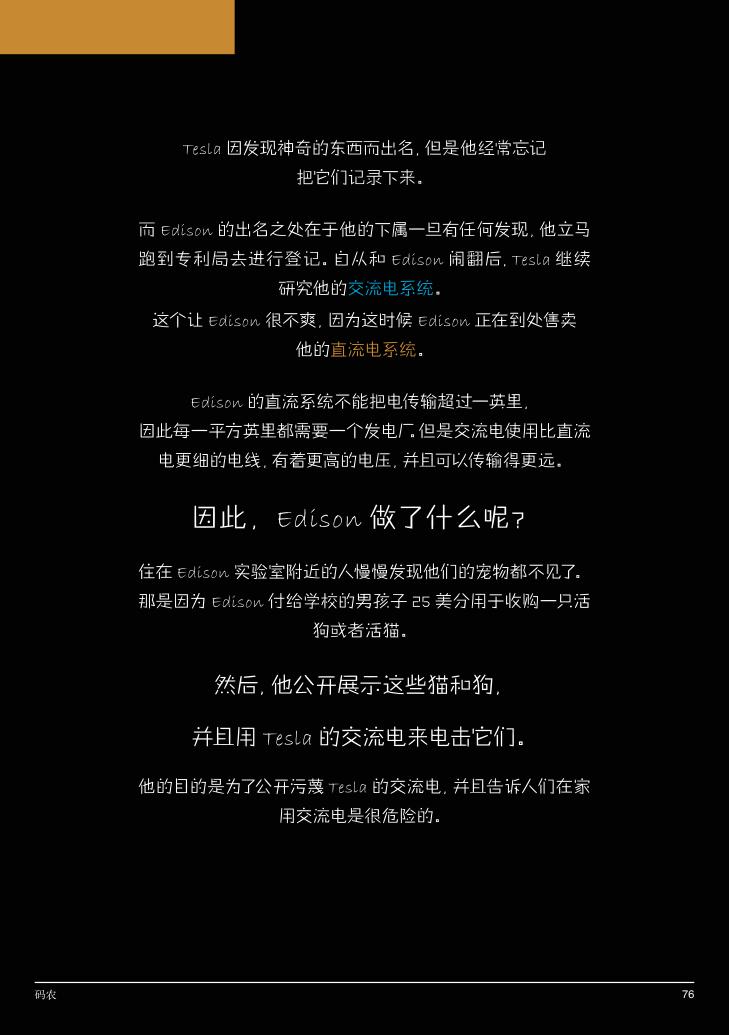 Tesla 因发现神奇的东西而出名, 但是他经常忘记
把它们记录下来。
而 Edison 的出名之处在于他的下属一旦有任何发现, 他立马
跑到专利局去进行登记。自从和 Edison 闹翻后, Tesla 继续
研究他的交流电系统。
这个让 Edison 很不爽, 因为这时候 Edison 正在到处售卖
他的直流电系统。
Edison 的直流系统不能把电传输超过一英里,
因此每一平方英里都需要一个发电厂。但是交流电使用比直流
电更细的电线, 有着更高的电压, 并且可以传输得更远。
因此, Edison 做了什么呢?
住在 Edison 实验室附近的人慢慢发现他们的宠物都不见了。
那是因为 Edison 付给学校的男孩子 25 美分用于收购一只活
狗或者活猫。
然后, 他公开展示这些猫和狗,
并且用 Tesla 的交流电来电击它们。
他的目的是为了公开污蔑 Tesla 的交流电, 并且告诉人们在家
用交流电是很危险的。
码农 76